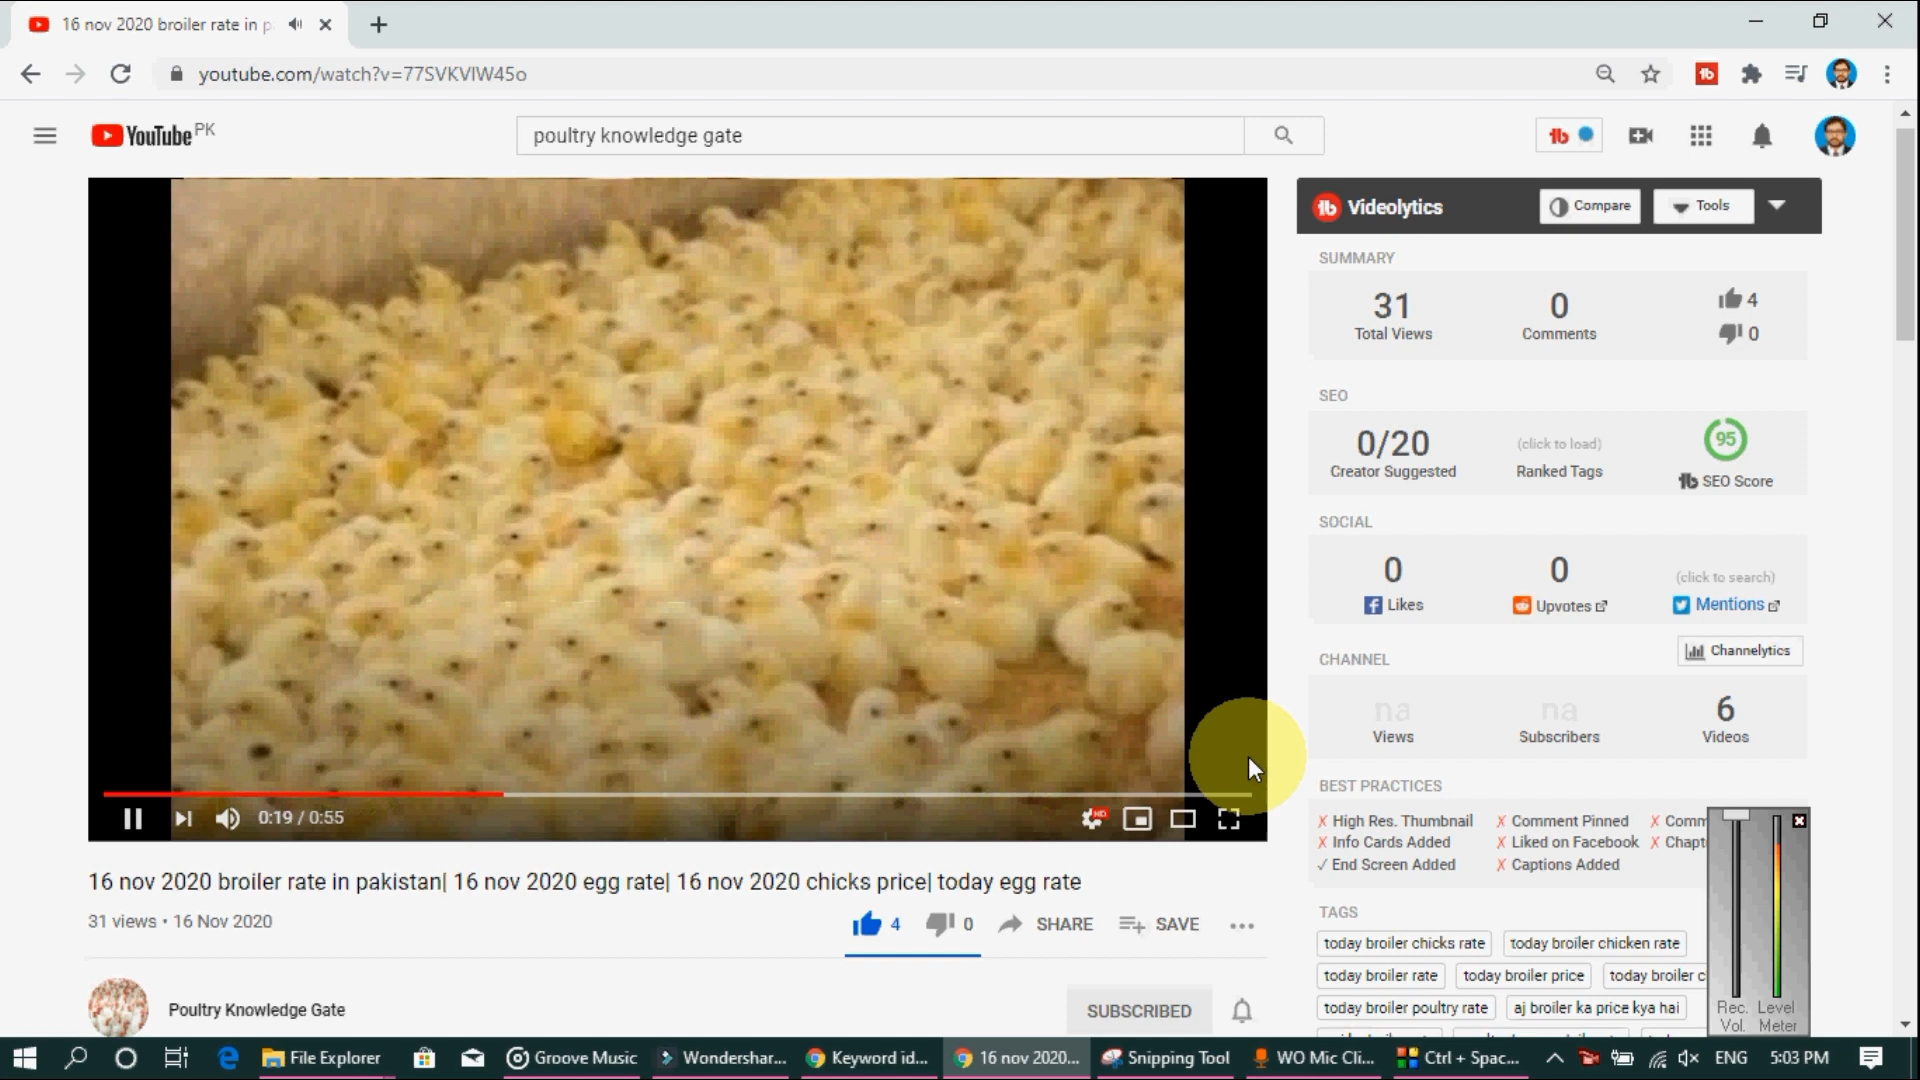 16 nov 2020 broiler rate in p
youtube.com/watch?v=77SVKVlW45o
YouTube PK
poultry knowledge gate
0:19 / 0:55
HD
16 nov 2020 broiler rate in pakistan| 16 nov 2020 egg rate| 16 nov 2020 chicks price| today egg rate
31 views • 16 Nov 2020
4
0
SHARE
SAVE
Poultry Knowledge Gate
SUBSCRIBED
Videolytics
Compare
Tools
SUMMARY
31
0
4
Total Views
Comments
0
SEO
0/20
(click to load)
95
Creator Suggested
Ranked Tags
SEO Score
SOCIAL
0
0
(click to search)
Likes
Upvotes
Mentions
CHANNEL
Channelytics
na
na
6
Views
Subscribers
Videos
BEST PRACTICES
✗ High Res. Thumbnail
✗ Comment Pinned
✗ Comm
✗ Info Cards Added
✗ Liked on Facebook
✗ Chapt
✓ End Screen Added
✗ Captions Added
TAGS
today broiler chicks rate
today broiler chicken rate
today broiler rate
today broiler price
today broiler c
today broiler poultry rate
aj broiler ka price kya hai
Rec. Level
Vol. Meter
File Explorer
Groove Music
Wondershar...
Keyword id...
16 nov 2020...
Snipping Tool
WO Mic Cli...
Ctrl + Spac...
ENG
5:03 PM